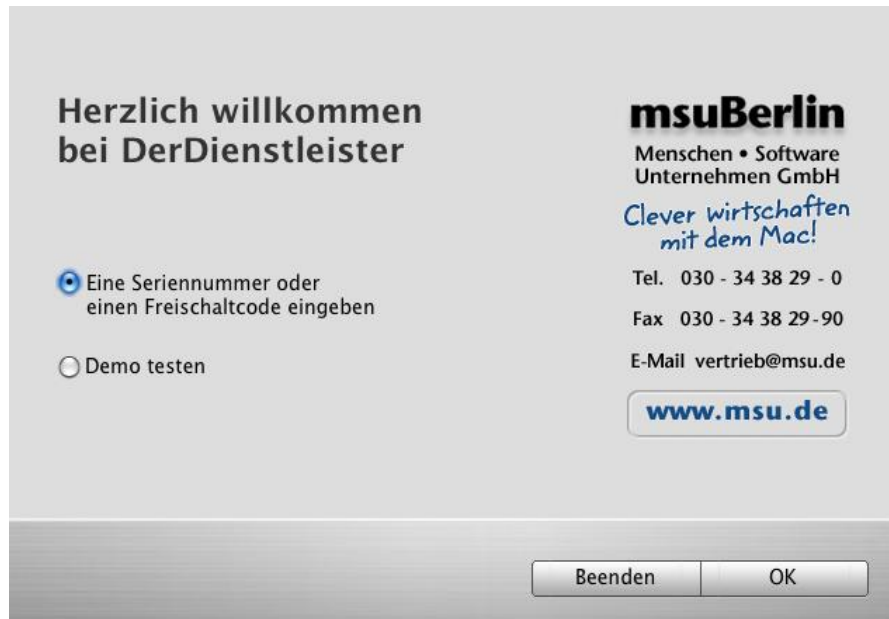 Herzlich willkommen
bei DerDienstleister
Eine Seriennummer oder
einen Freischaltcode eingeben
Demo testen
msuBerlin
Menschen • Software
Unternehmen GmbH
Clever wirtschaften
mit dem Mac!
Tel. 030 - 34 38 29 - 0
Fax 030 - 34 38 29-90
E-Mail vertrieb@msu.de
www.msu.de
Beenden
OK